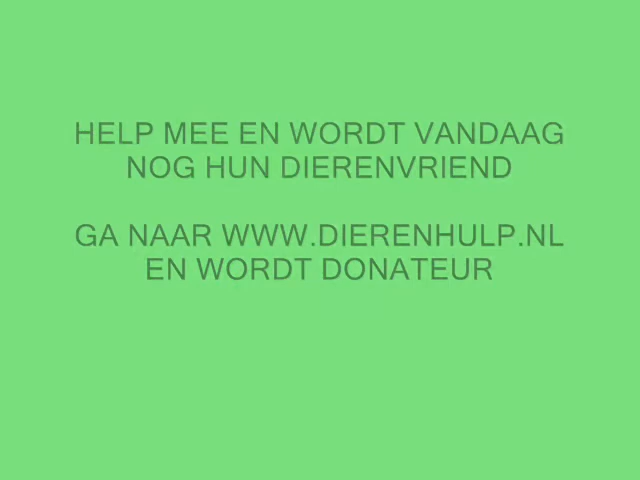 HELP MEE EN WORDT VANDAAG
NOG HUN DIERENVRIEND
GA NAAR WWW.DIERENHULP.NL
EN WORDT DONATEUR